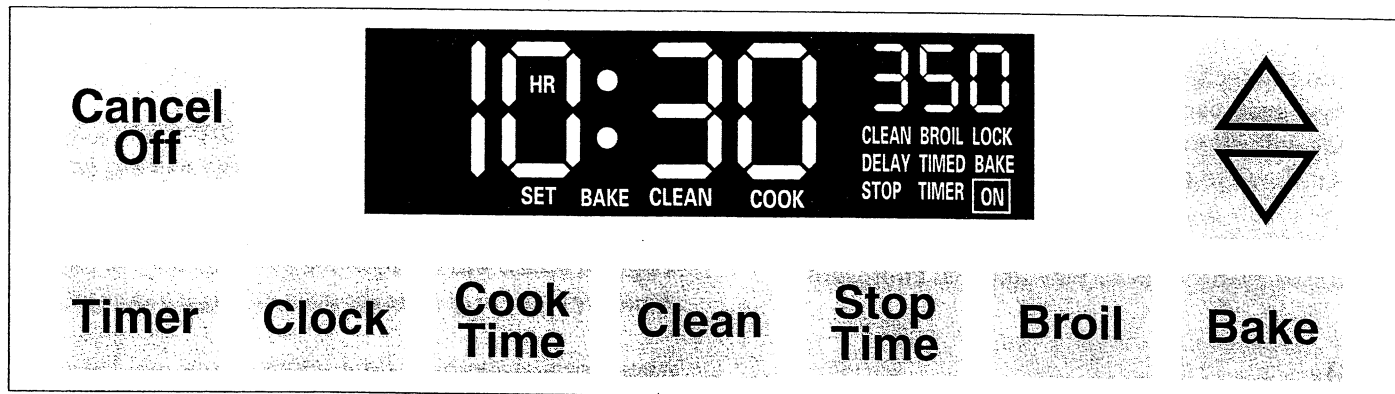 Cancel
Off
10:30
HR
350
CLEAN BROIL LOCK
DELAY TIMED BAKE
STOP TIMER ON
SET BAKE CLEAN COOK
Timer
Clock
Cook
Time
Clean
Stop
Time
Broil
Bake